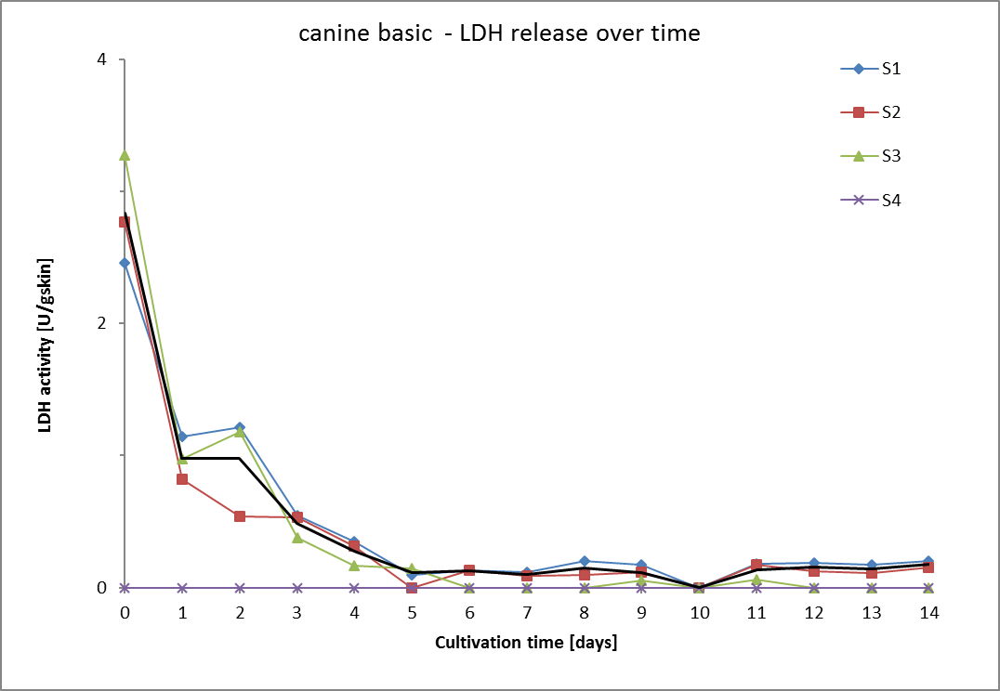 canine basic - LDH release over time
4
S1
S2
S3
S4
2
LDH activity [U/gskin]
0
0 1 2 3 4 5 6 7 8 9 10 11 12 13 14
Cultivation time [days]